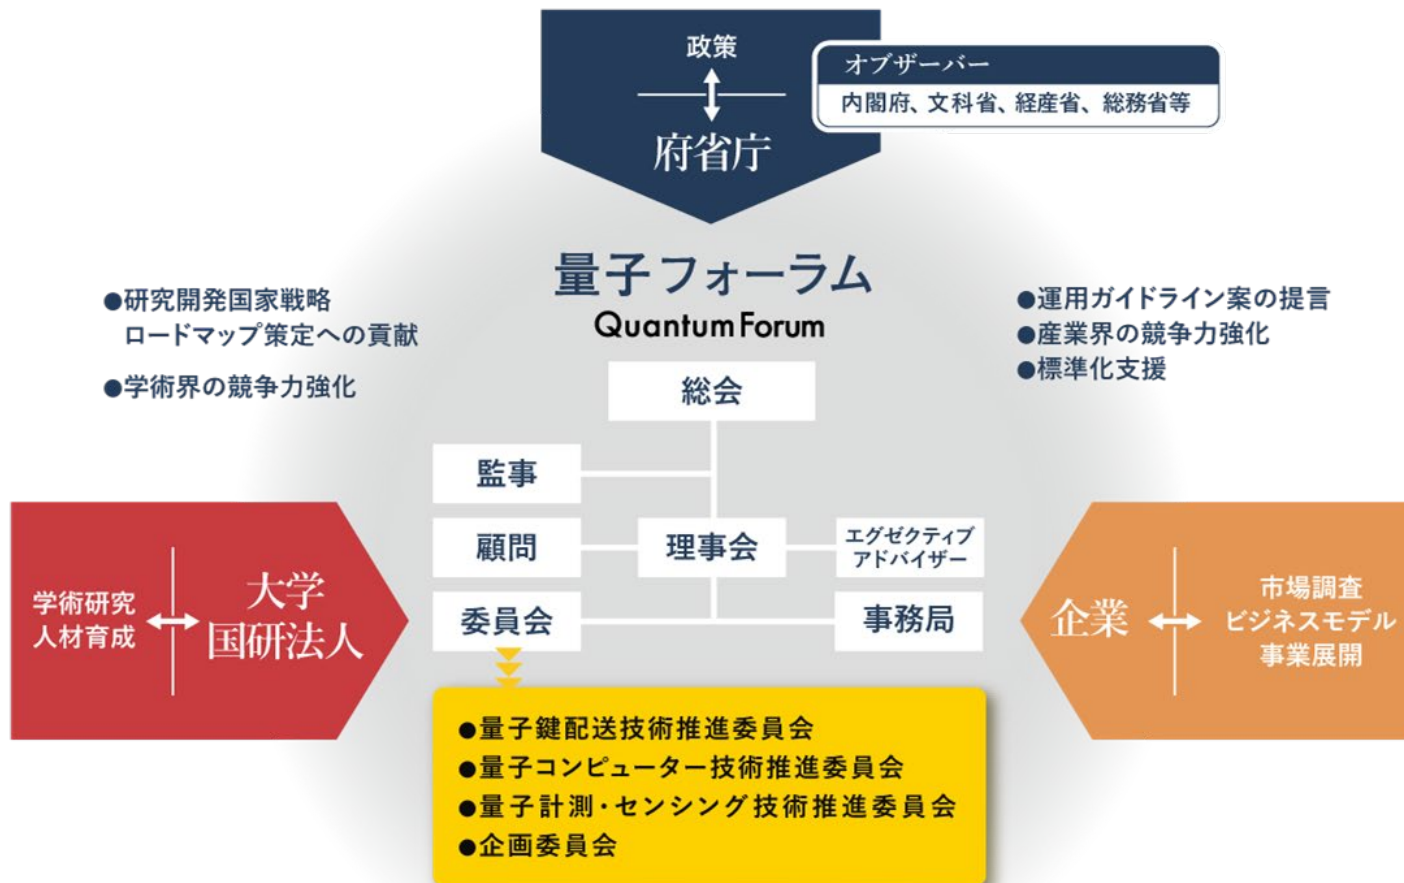 政策
府省庁
オブザーバー
内閣府、文科省、経産省、総務省等
量子フォーラム
Quantum Forum
●研究開発国家戦略
ロードマップ策定への貢献
●学術界の競争力強化
●運用ガイドライン案の提言
●産業界の競争力強化
●標準化支援
総会
監事
顧問
理事会
エグゼクティブ
アドバイザー
委員会
事務局
学術研究
人材育成
大学
国研法人
企業
市場調査
ビジネスモデル
事業展開
●量子鍵配送技術推進委員会
●量子コンピューター技術推進委員会
●量子計測・センシング技術推進委員会
●企画委員会